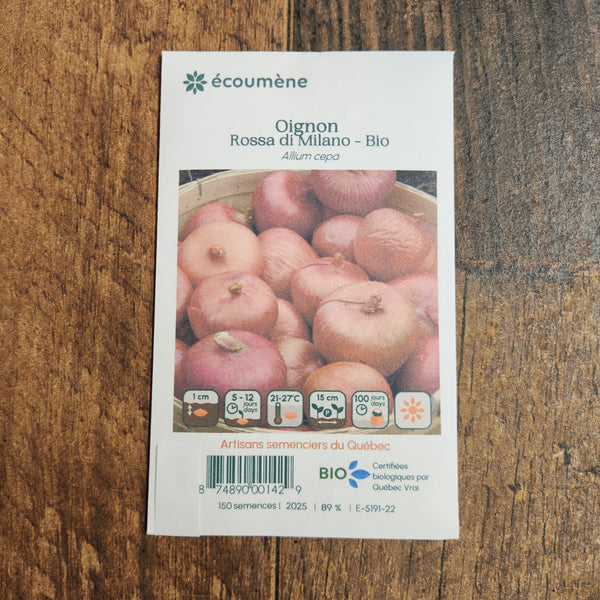 écoumène
Oignon
Rossa di Milano - Bio
Allium cepa
1 cm
5 - 12
jours
days
21-27°C
15 cm
P
100 jours
days
Artisans semenciers du Québec
8 74890 00142 9
BIO
Certifiées
biologiques par
Québec Vrai
150 semences | 2025 | 89 % | E-5191-22